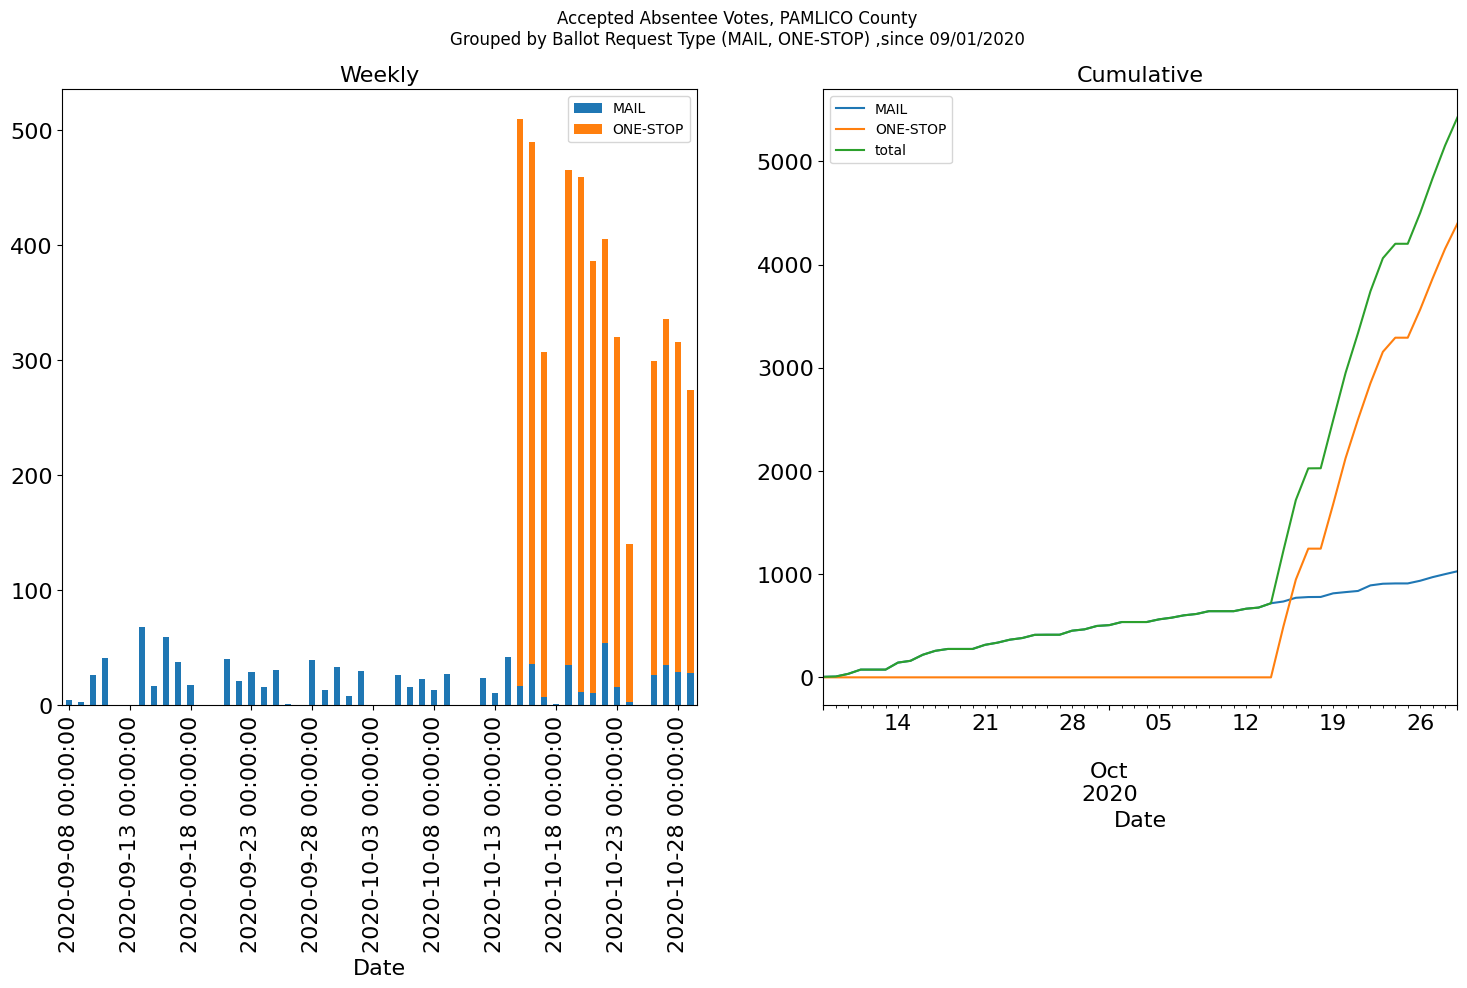 Accepted Absentee Votes, PAMLICO County
Grouped by Ballot Request Type (MAIL, ONE-STOP) ,since 09/01/2020
Weekly
MAIL
ONE-STOP
500
400
300
200
100
0
2020-09-08 00:00:00
2020-09-13 00:00:00
2020-09-18 00:00:00
2020-09-23 00:00:00
2020-09-28 00:00:00
2020-10-03 00:00:00
2020-10-08 00:00:00
2020-10-13 00:00:00
2020-10-18 00:00:00
2020-10-23 00:00:00
2020-10-28 00:00:00
Date
Cumulative
MAIL
ONE-STOP
total
5000
4000
3000
2000
1000
0
14 21 28 05 12 19 26
Oct
2020
Date